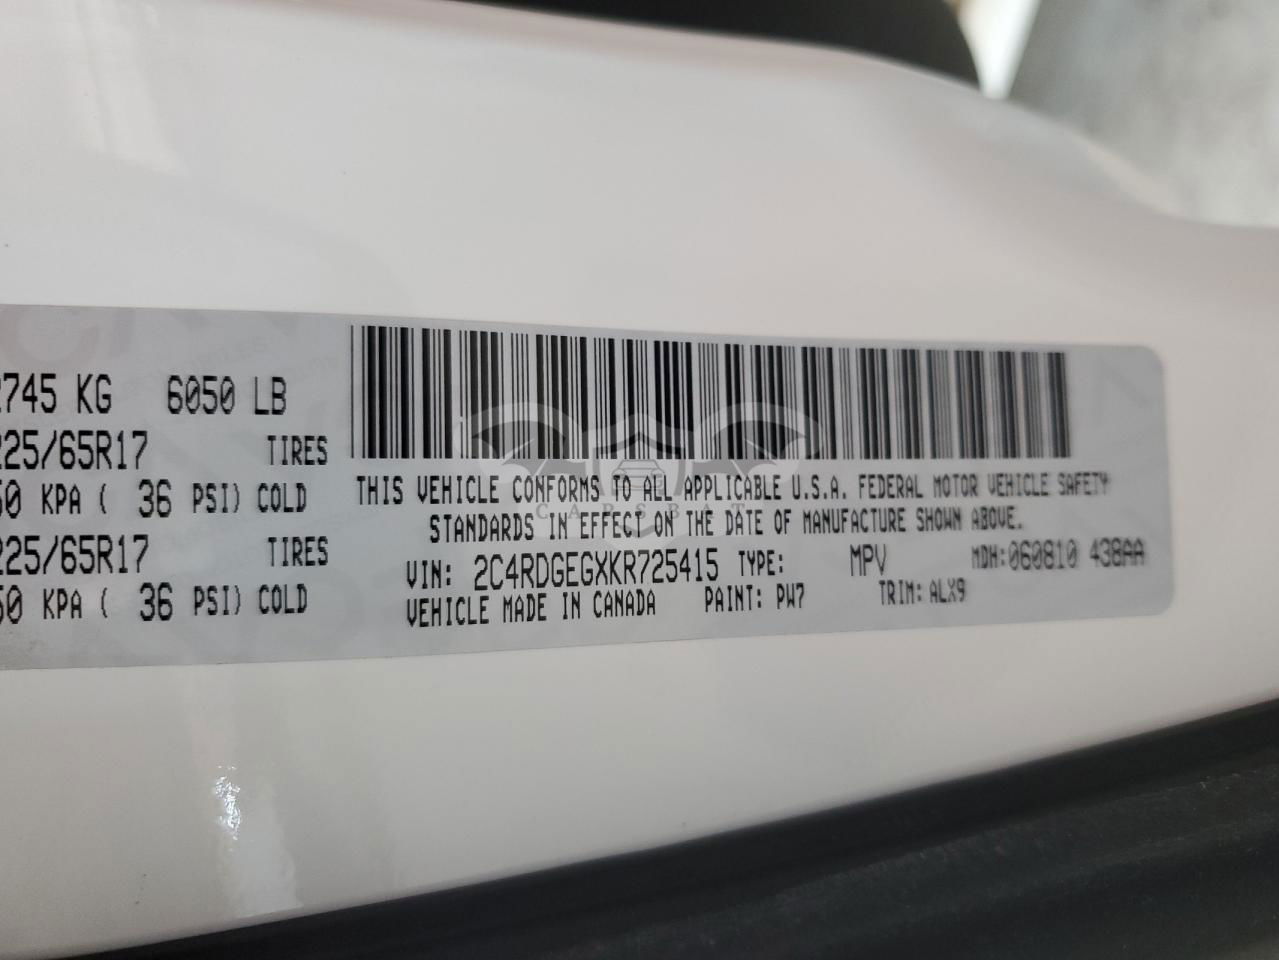 2745 KG 6050 LB
225/65R17 TIRES
50 KPA ( 36 PSI) COLD
225/65R17 TIRES
50 KPA ( 36 PSI) COLD
THIS VEHICLE CONFORMS TO ALL APPLICABLE U.S.A. FEDERAL MOTOR VEHICLE SAFETY
STANDARDS IN EFFECT ON THE DATE OF MANUFACTURE SHOWN ABOVE.
VIN: 2C4RDGEGXKR725415 TYPE: MPV MDH: 060810 438AA
VEHICLE MADE IN CANADA PAINT: PW7 TRIM: ALX9
CARSBAT